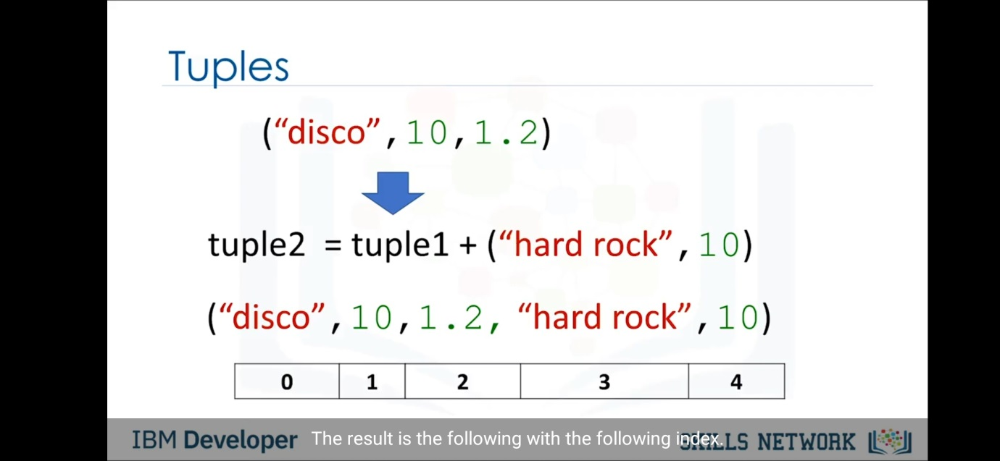 Tuples
(“disco”, 10, 1.2)
tuple2 = tuple1 + (“hard rock”, 10)
(“disco”, 10, 1.2, “hard rock”, 10)
0 1 2 3 4
IBM Developer The result is the following with the following index. SKILLS NETWORK